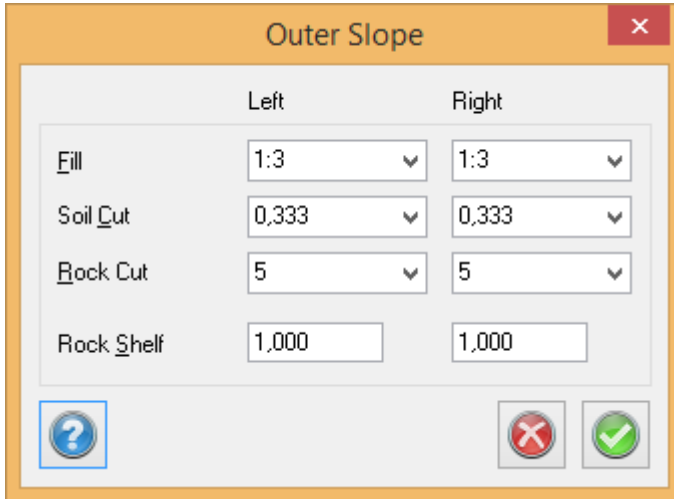 Outer Slope
Left Right
Fill 1:3 1:3
Soil Cut 0,333 0,333
Rock Cut 5 5
Rock Shelf 1,000 1,000